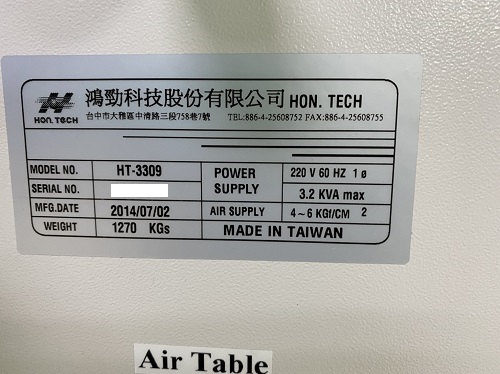 鴻勁科技股份有限公司 HON. TECH
HON. TECH
台中市大雅區中清路三段758巷7號 TEL:886-4-25608752 FAX:886-4-25608755
MODEL NO. HT-3309 POWER SUPPLY 220 V 60 HZ 1 ø
SERIAL NO. 3.2 KVA max
MFG.DATE 2014/07/02 AIR SUPPLY 4~6 KGf/CM 2
WEIGHT 1270 KGs MADE IN TAIWAN
Air Table